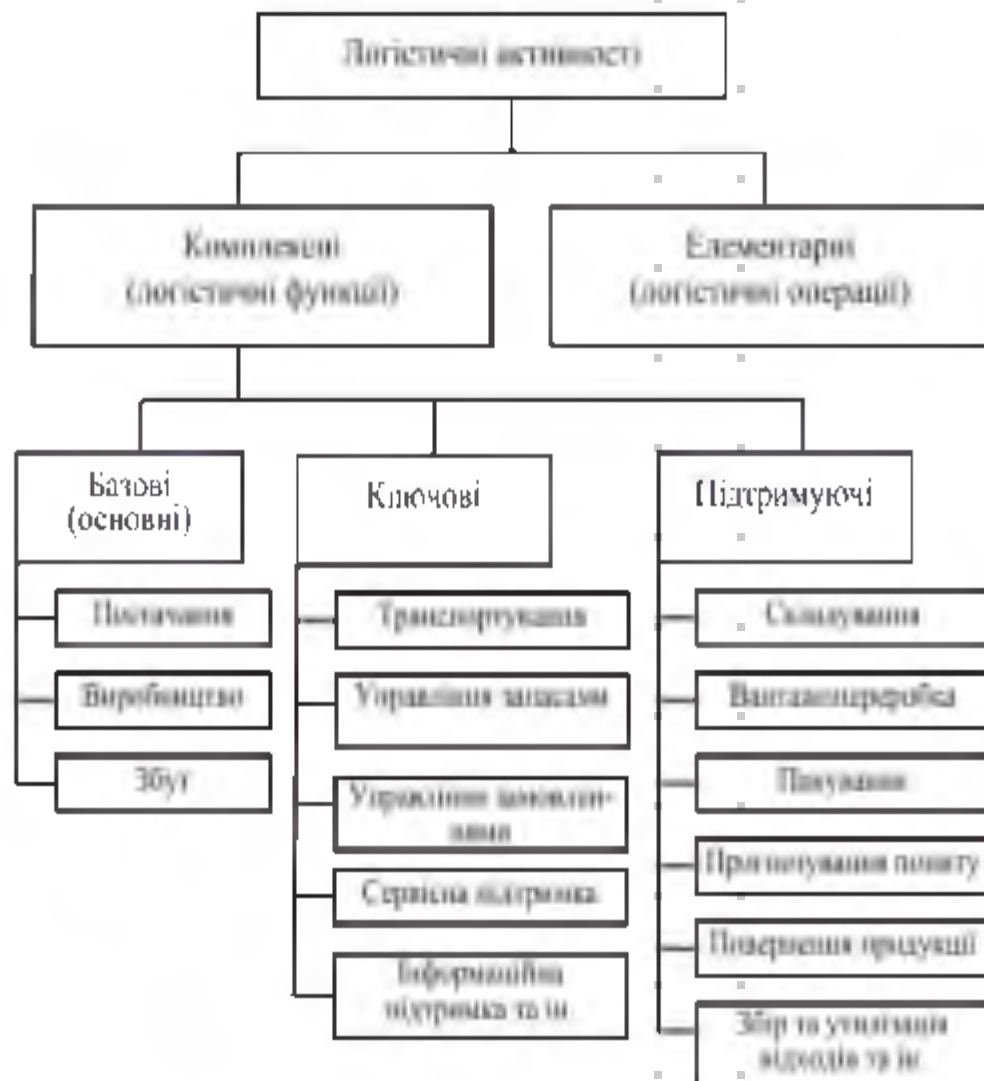 Логістичні активності
Комплексні
(логістичні функції)
Елементарні
(логістичні операції)
Базові
(основні)
Постачання
Виробництво
Збут
Ключові
Транспортування
Управління запасами
Управління замовлен-
нями
Сервісна підтримка
Інформаційна
підтримка та ін
Підтримуючі
Складування
Вантажопереробка
Пакування
Прогнозування попиту
Повернення продукції
Збір та утилізація
відходів та ін